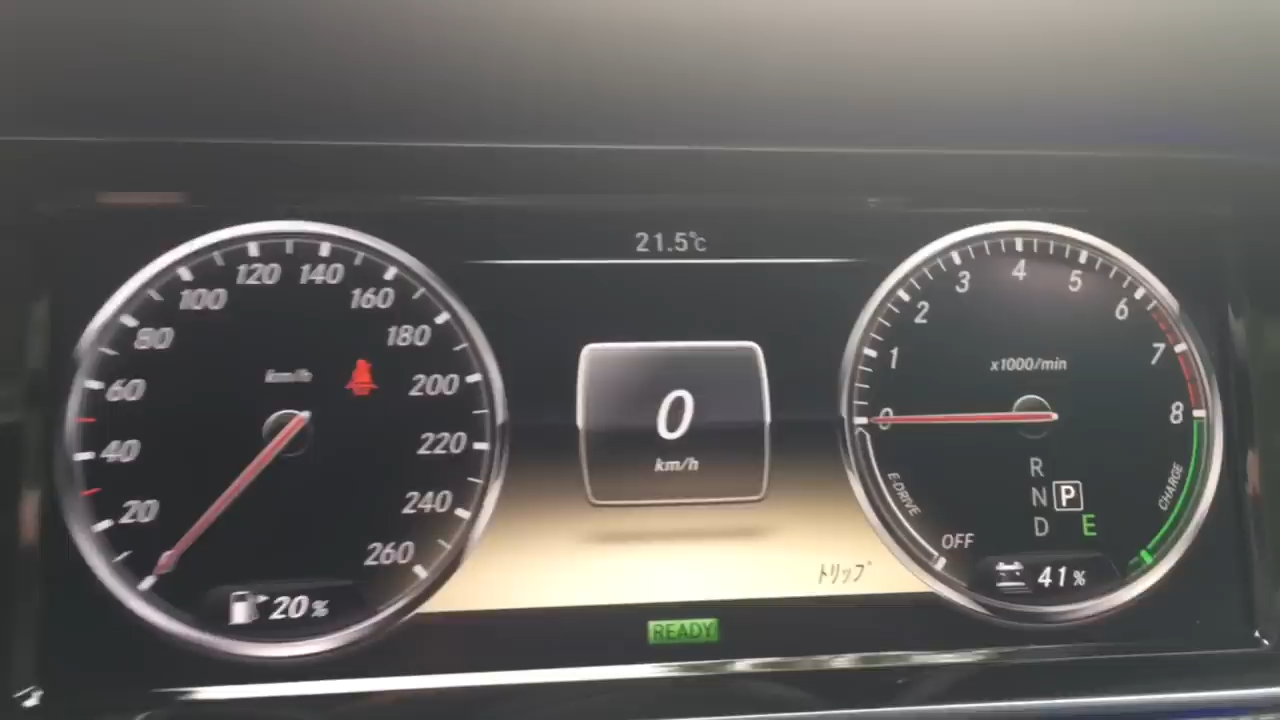 21.5℃
120 140
100 160
80 180
km/h
60 200
40 220
20 240
260
20%
0
km/h
トリップ
READY
4
3 5
2 6
1 7
x1000/min
0 8
R
N P
D E
E-DRIVE
CHARGE
OFF
41%